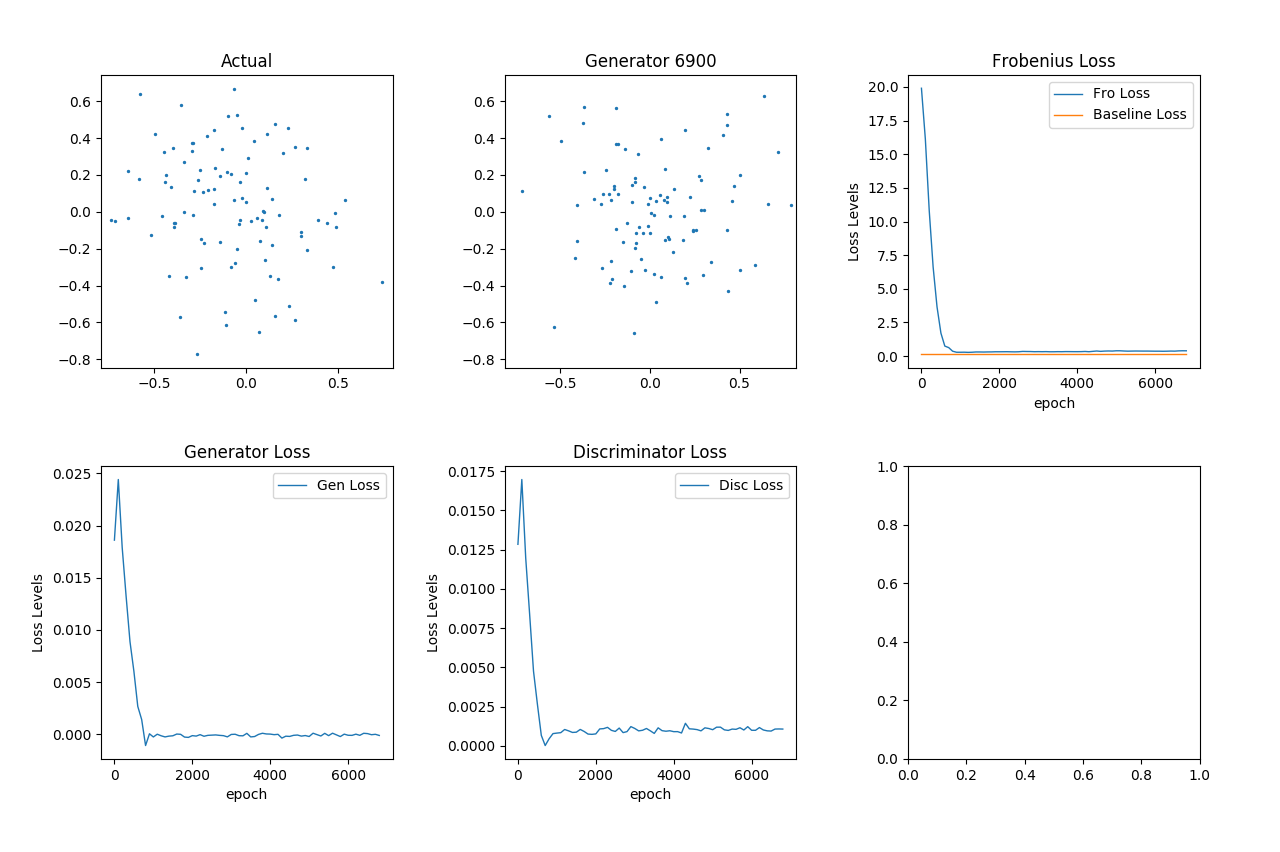 Actual
0.6
0.4
0.2
0.0
−0.2
−0.4
−0.6
−0.8
−0.5 0.0 0.5
Generator 6900
0.6
0.4
0.2
0.0
−0.2
−0.4
−0.6
−0.8
−0.5 0.0 0.5
Frobenius Loss
Fro Loss
Baseline Loss
Loss Levels
20.0
17.5
15.0
12.5
10.0
7.5
5.0
2.5
0.0
0 2000 4000 6000
epoch
Generator Loss
Gen Loss
Loss Levels
0.025
0.020
0.015
0.010
0.005
0.000
0 2000 4000 6000
epoch
Discriminator Loss
Disc Loss
Loss Levels
0.0175
0.0150
0.0125
0.0100
0.0075
0.0050
0.0025
0.0000
0 2000 4000 6000
epoch
1.0
0.8
0.6
0.4
0.2
0.0
0.0 0.2 0.4 0.6 0.8 1.0